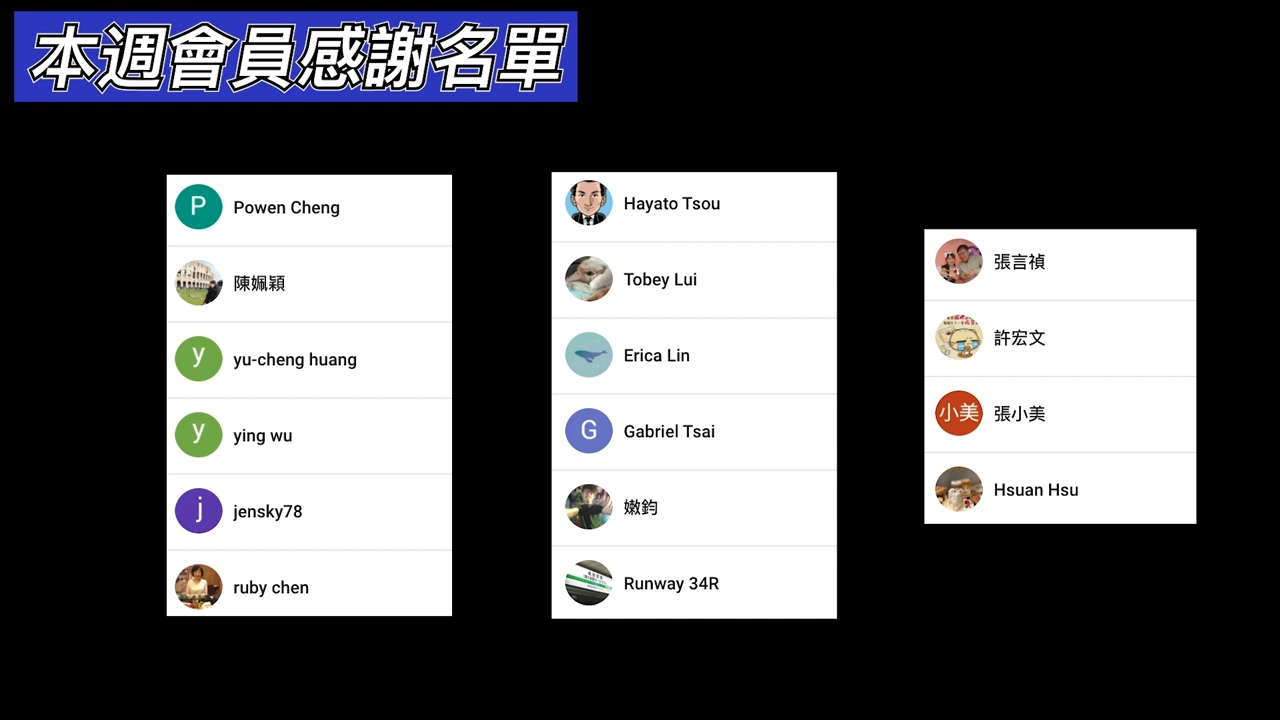 本週會員感謝名單
P Powen Cheng
陳姵穎
y yu-cheng huang
y ying wu
j jensky78
ruby chen
Hayato Tsou
Tobey Lui
Erica Lin
G Gabriel Tsai
嫩鈞
Runway 34R
張言禎
許宏文
小美 張小美
Hsuan Hsu